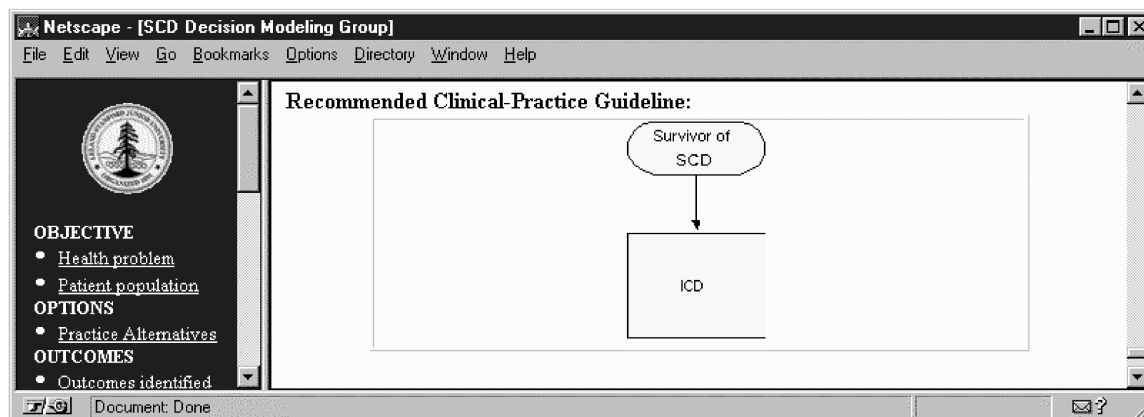 Netscape - [SCD Decision Modeling Group]
File Edit View Go Bookmarks Options Directory Window Help
OBJECTIVE
• Health problem
• Patient population
OPTIONS
• Practice Alternatives
OUTCOMES
• Outcomes identified
Recommended Clinical-Practice Guideline:
Survivor of
SCD
ICD
Document: Done